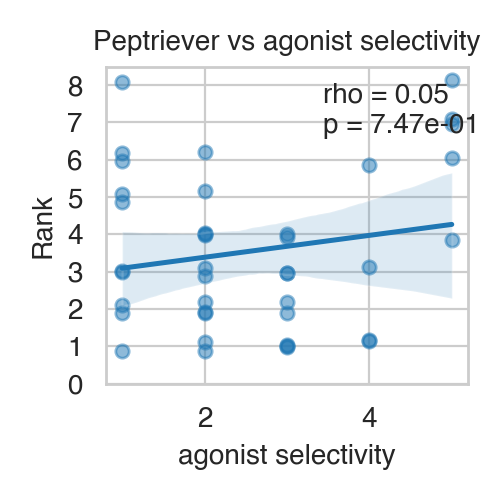 Peptriever vs agonist selectivity
rho = 0.05
p = 7.47e-01
8
7
6
5
4
3
2
1
0
Rank
2
4
agonist selectivity